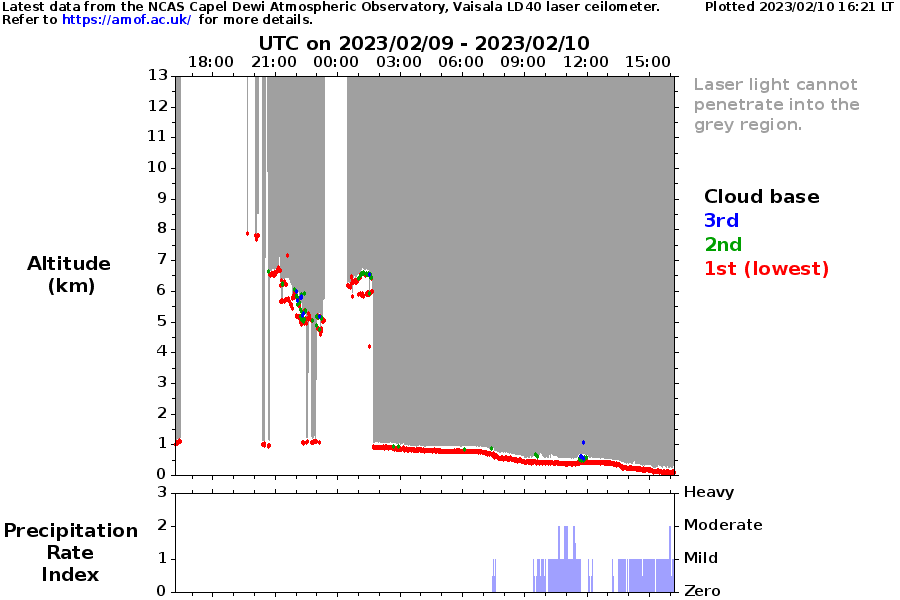 Latest data from the NCAS Capel Dewi Atmospheric Observatory, Vaisala LD40 laser ceilometer. Plotted 2023/02/10 16:21 LT
Refer to https://amof.ac.uk/ for more details.
UTC on 2023/02/09 - 2023/02/10
18:00 21:00 00:00 03:00 06:00 09:00 12:00 15:00
13
12
11
10
9
8
7
6
5
4
3
2
1
0
Altitude
(km)
Laser light cannot
penetrate into the
grey region.
Cloud base
3rd
2nd
1st (lowest)
3 Heavy
2 Moderate
1 Mild
0 Zero
Precipitation
Rate
Index